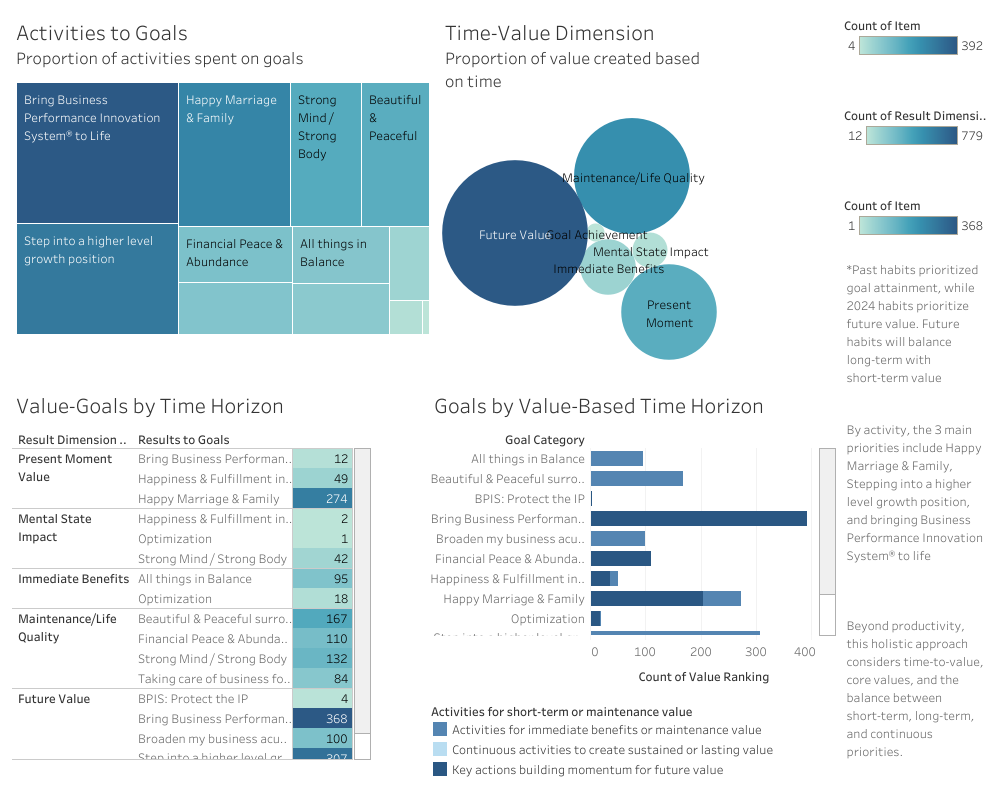 Activities to Goals
Proportion of activities spent on goals
Bring Business
Performance Innovation
System® to Life
Happy Marriage
& Family
Strong
Mind /
Strong
Body
Beautiful
&
Peaceful
Step into a higher level
growth position
Financial Peace &
Abundance
All things in
Balance
Time-Value Dimension
Proportion of value created based
on time
Maintenance/Life Quality
Future Value
Goal Achievement
Mental State Impact
Immediate Benefits
Present
Moment
Count of Item
4 392
Count of Result Dimensi..
12 779
Count of Item
1 368
*Past habits prioritized
goal attainment, while
2024 habits prioritize
future value. Future
habits will balance
long-term with
short-term value
By activity, the 3 main
priorities include Happy
Marriage & Family,
Stepping into a higher
level growth position,
and bringing Business
Performance Innovation
System® to life
Beyond productivity,
this holistic approach
considers time-to-value,
core values, and the
balance between
short-term, long-term,
and continuous
priorities.
Value-Goals by Time Horizon
Result Dimension .. Results to Goals
Present Moment Value
Bring Business Performan.. 12
Happiness & Fulfillment in.. 49
Happy Marriage & Family 274
Mental State Impact
Happiness & Fulfillment in.. 2
Optimization 1
Strong Mind / Strong Body 42
Immediate Benefits All things in Balance 95
Optimization 18
Maintenance/Life Quality
Beautiful & Peaceful surro.. 167
Financial Peace & Abunda.. 110
Strong Mind / Strong Body 132
Taking care of business fo.. 84
Future Value BPIS: Protect the IP 4
Bring Business Performan.. 368
Broaden my business acu.. 100
Step into a higher level gr.. 307
Goals by Value-Based Time Horizon
Goal Category
All things in Balance
Beautiful & Peaceful surro..
BPIS: Protect the IP
Bring Business Performan..
Broaden my business acu..
Financial Peace & Abunda..
Happiness & Fulfillment in..
Happy Marriage & Family
Optimization
0 100 200 300 400
Count of Value Ranking
Activities for short-term or maintenance value
Activities for immediate benefits or maintenance value
Continuous activities to create sustained or lasting value
Key actions building momentum for future value